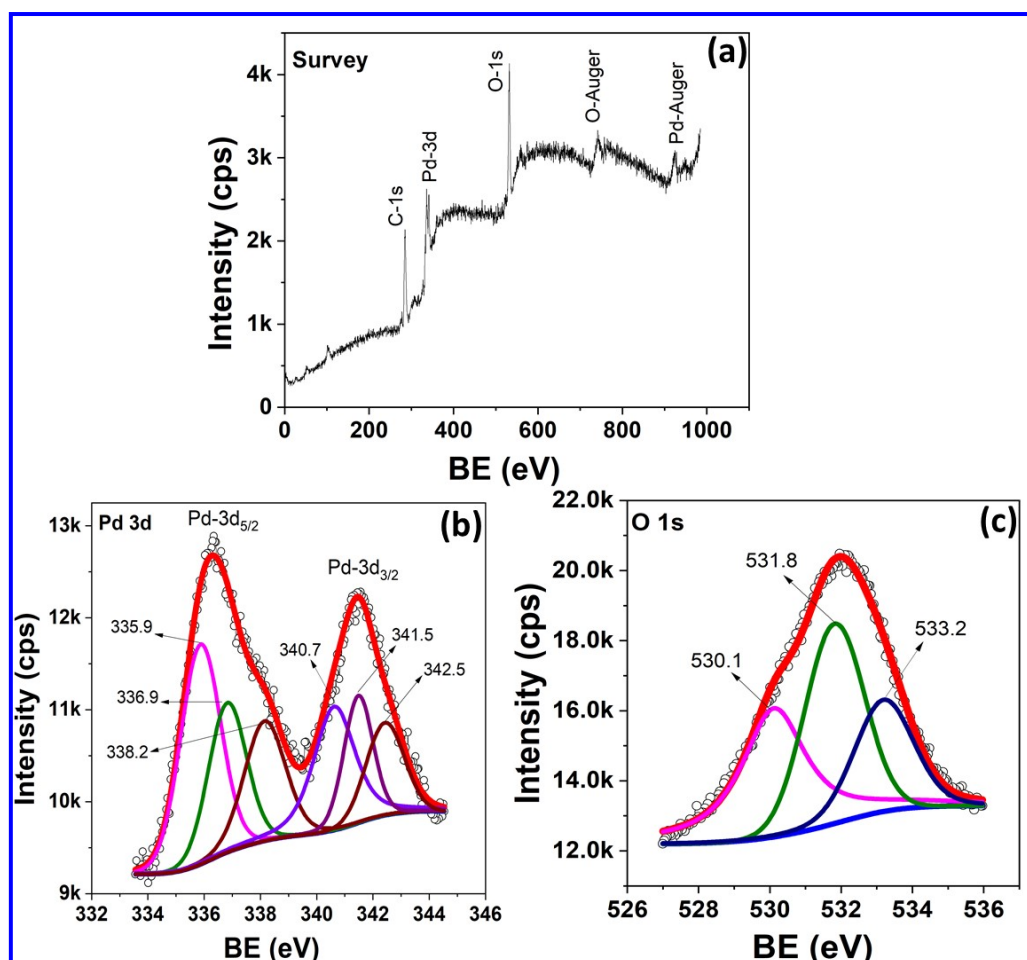 Survey
(a)
C-1s
Pd-3d
O-1s
O-Auger
Pd-Auger
4k
3k
2k
1k
0
Intensity (cps)
0 200 400 600 800 1000
BE (eV)
Pd 3d
(b)
Pd-3d5/2
Pd-3d3/2
335.9
336.9
338.2
340.7
341.5
342.5
13k
12k
11k
10k
9k
Intensity (cps)
332 334 336 338 340 342 344 346
BE (eV)
O 1s
(c)
530.1
531.8
533.2
22.0k
20.0k
18.0k
16.0k
14.0k
12.0k
Intensity (cps)
526 528 530 532 534 536
BE (eV)